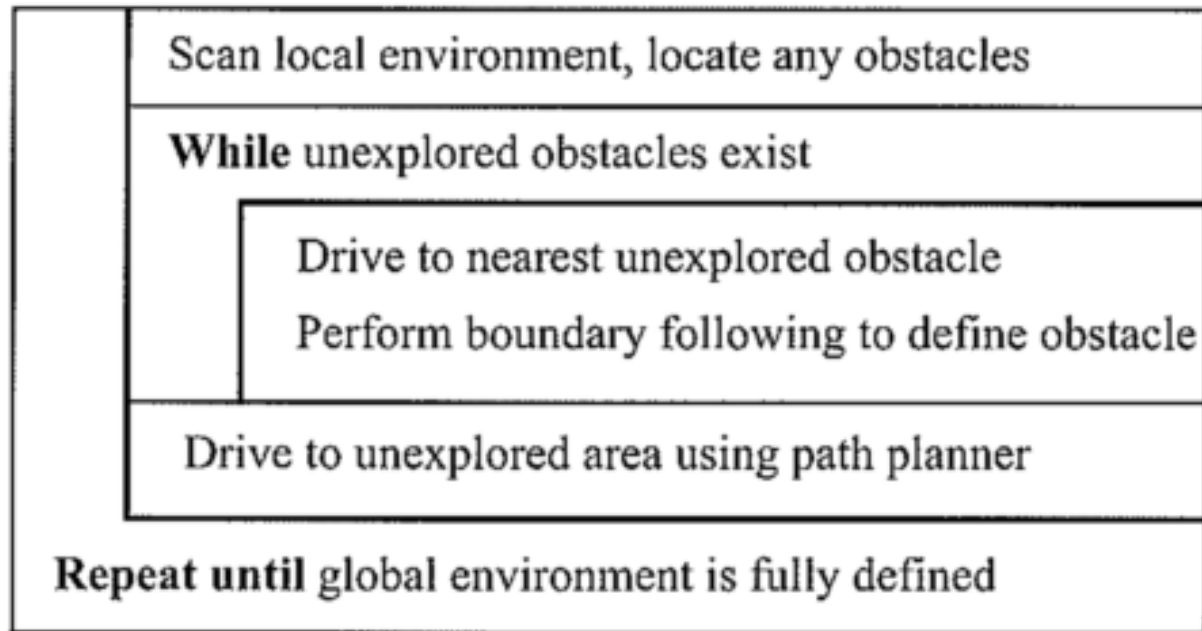 Scan local environment, locate any obstacles
While unexplored obstacles exist
Drive to nearest unexplored obstacle
Perform boundary following to define obstacle
Drive to unexplored area using path planner
Repeat until global environment is fully defined